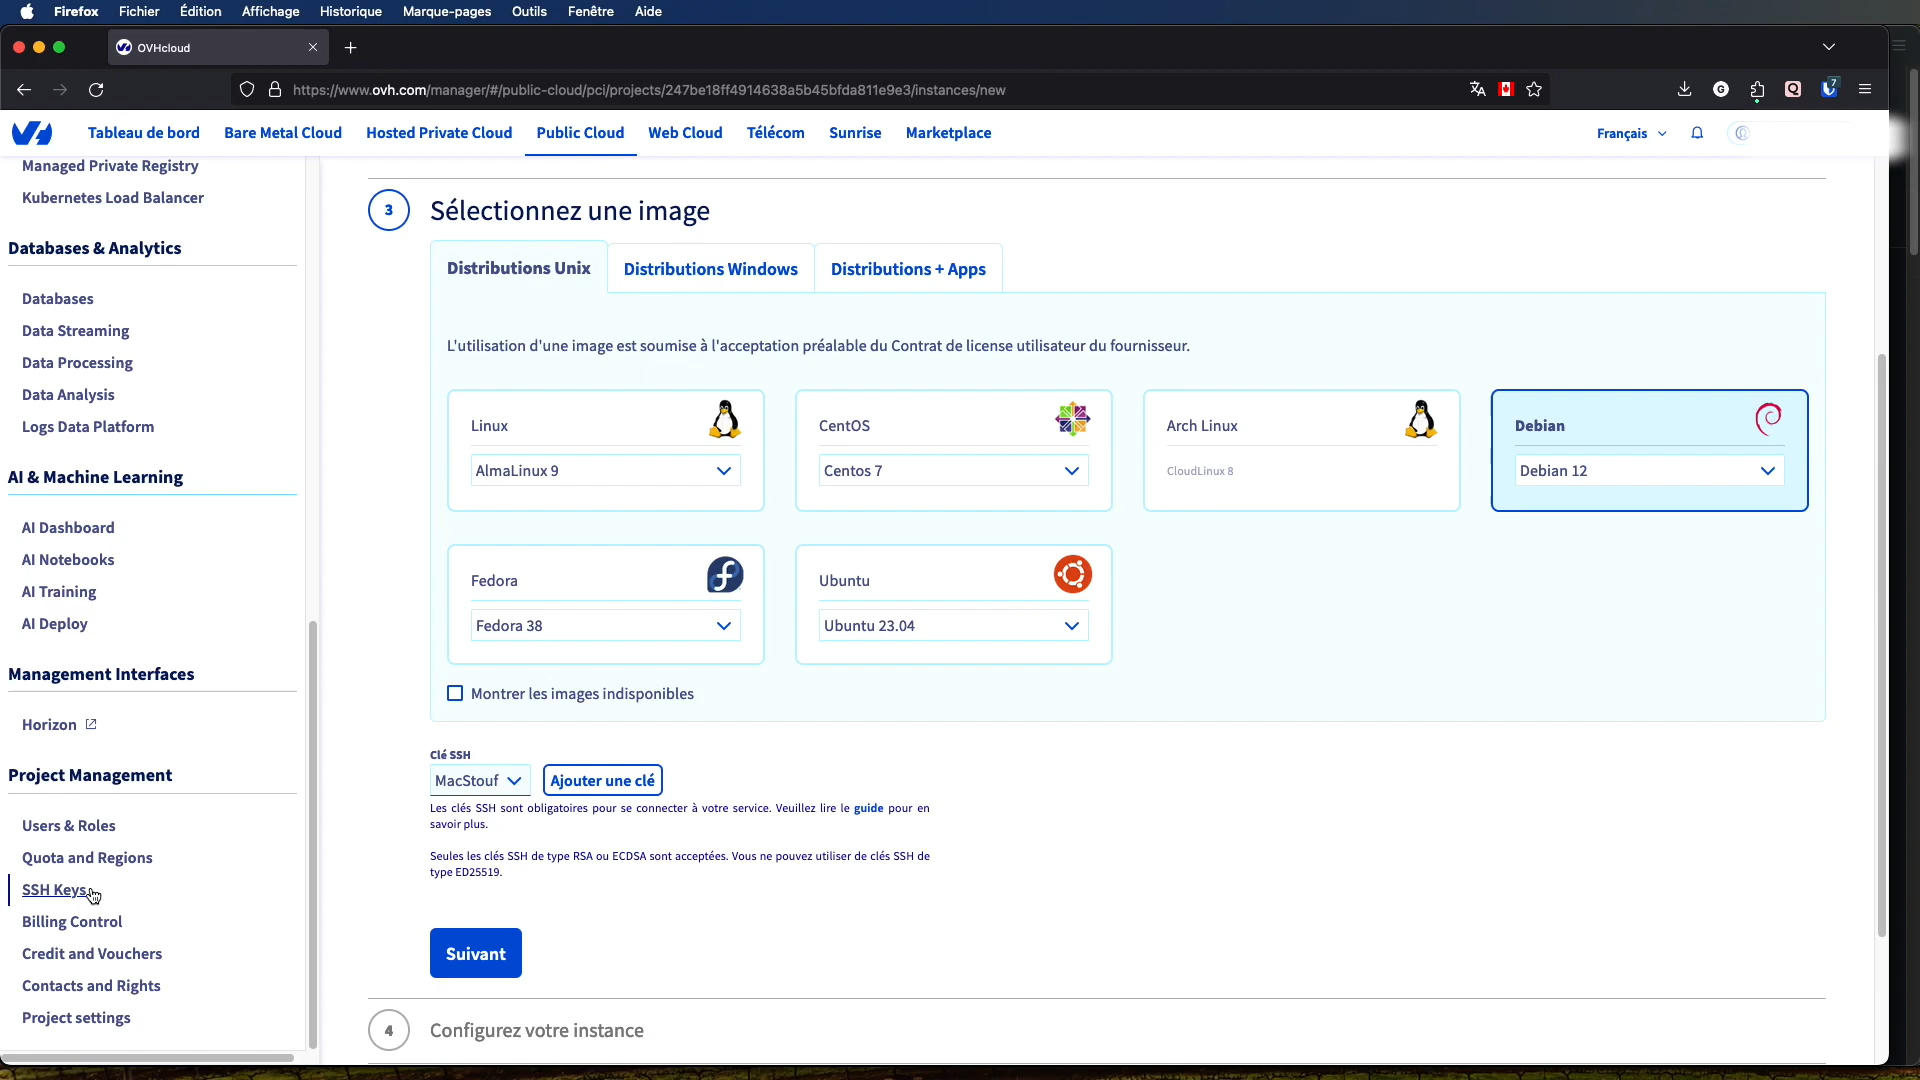 Firefox Fichier Édition Affichage Historique Marque-pages Outils Fenêtre Aide
OVHcloud
https://www.ovh.com/manager/#/public-cloud/pci/projects/247be18ff4914638a5b45bfda811e9e3/instances/new
7
Tableau de bord Bare Metal Cloud Hosted Private Cloud Public Cloud Web Cloud Télécom Sunrise Marketplace Français
Managed Private Registry
Kubernetes Load Balancer
Databases & Analytics
Databases
Data Streaming
Data Processing
Data Analysis
Logs Data Platform
AI & Machine Learning
AI Dashboard
AI Notebooks
AI Training
AI Deploy
Management Interfaces
Horizon
Project Management
Users & Roles
Quota and Regions
SSH Keys
Billing Control
Credit and Vouchers
Contacts and Rights
Project settings
3 Sélectionnez une image
Distributions Unix Distributions Windows Distributions + Apps
L'utilisation d'une image est soumise à l'acceptation préalable du Contrat de license utilisateur du fournisseur.
Linux
AlmaLinux 9
CentOS
Centos 7
Arch Linux
CloudLinux 8
Debian
Debian 12
Fedora
Fedora 38
Ubuntu
Ubuntu 23.04
Montrer les images indisponibles
Clé SSH
MacStouf Ajouter une clé
Les clés SSH sont obligatoires pour se connecter à votre service. Veuillez lire le guide pour en
savoir plus.
Seules les clés SSH de type RSA ou ECDSA sont acceptées. Vous ne pouvez utiliser de clés SSH de
type ED25519.
Suivant
4 Configurez votre instance